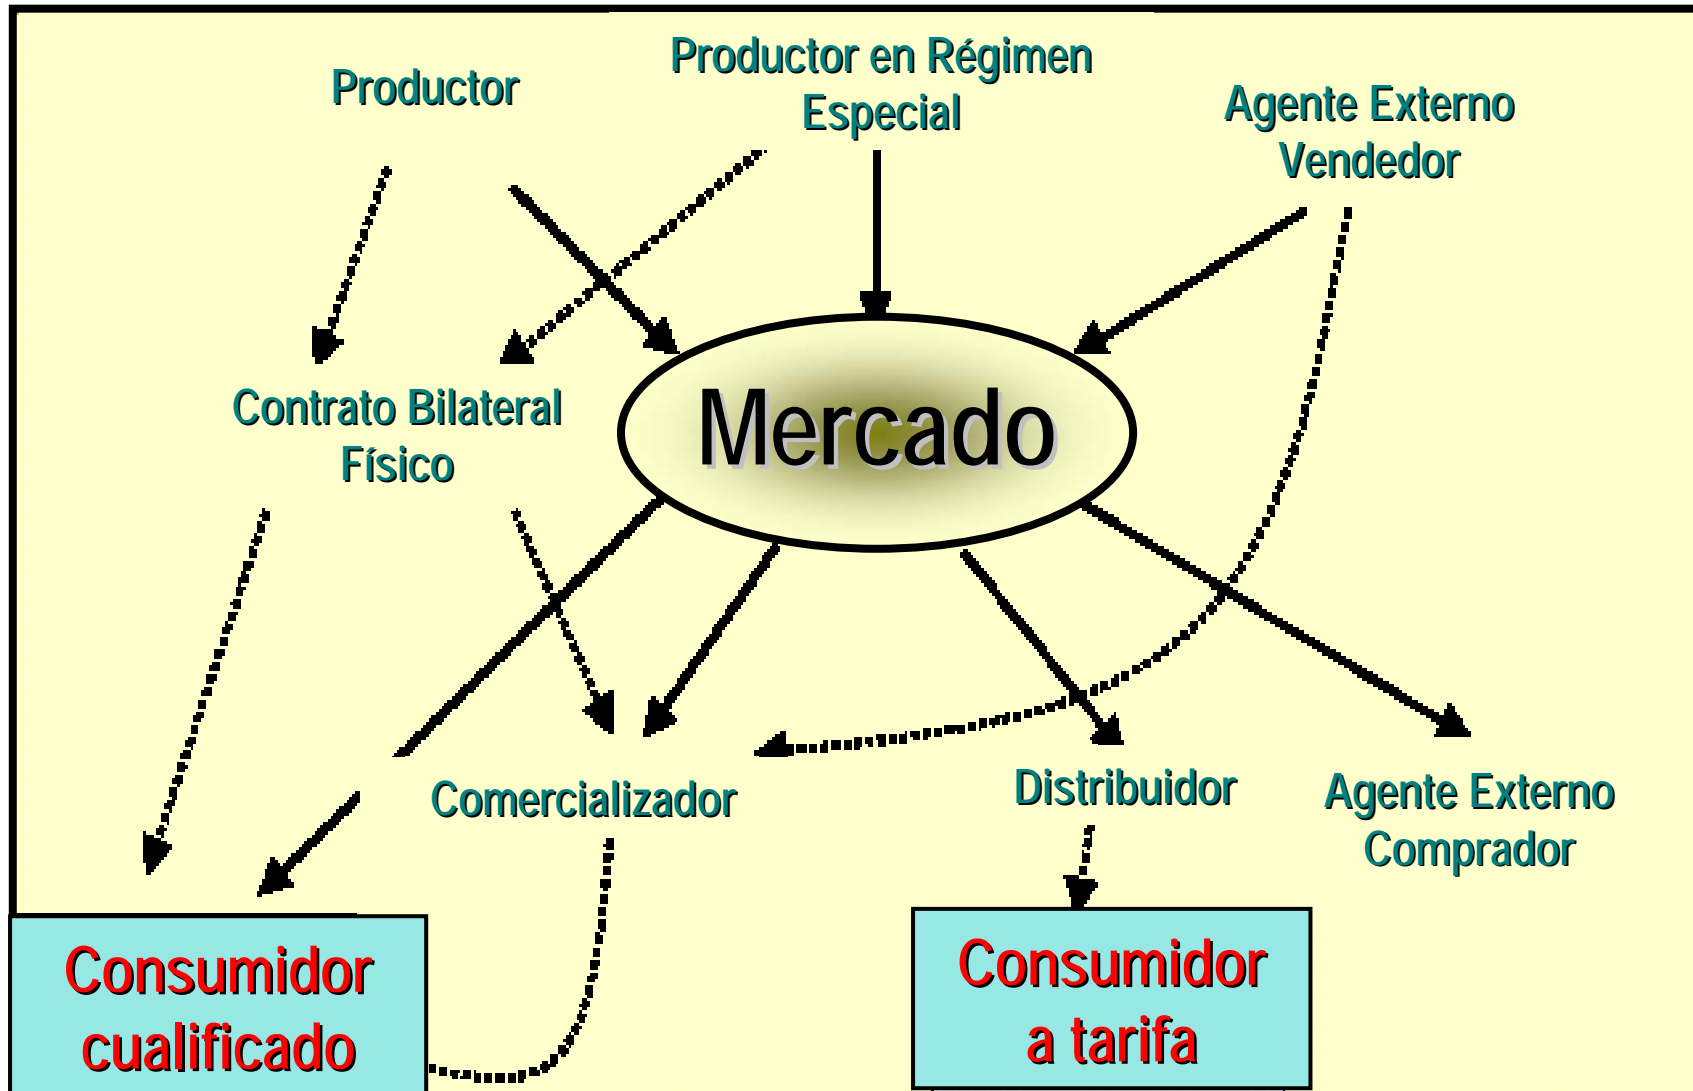 Productor
Productor en Régimen
Especial
Agente Externo
Vendedor
Contrato Bilateral
Físico
Mercado
Comercializador
Distribuidor
Agente Externo
Comprador
Consumidor
cualificado
Consumidor
a tarifa